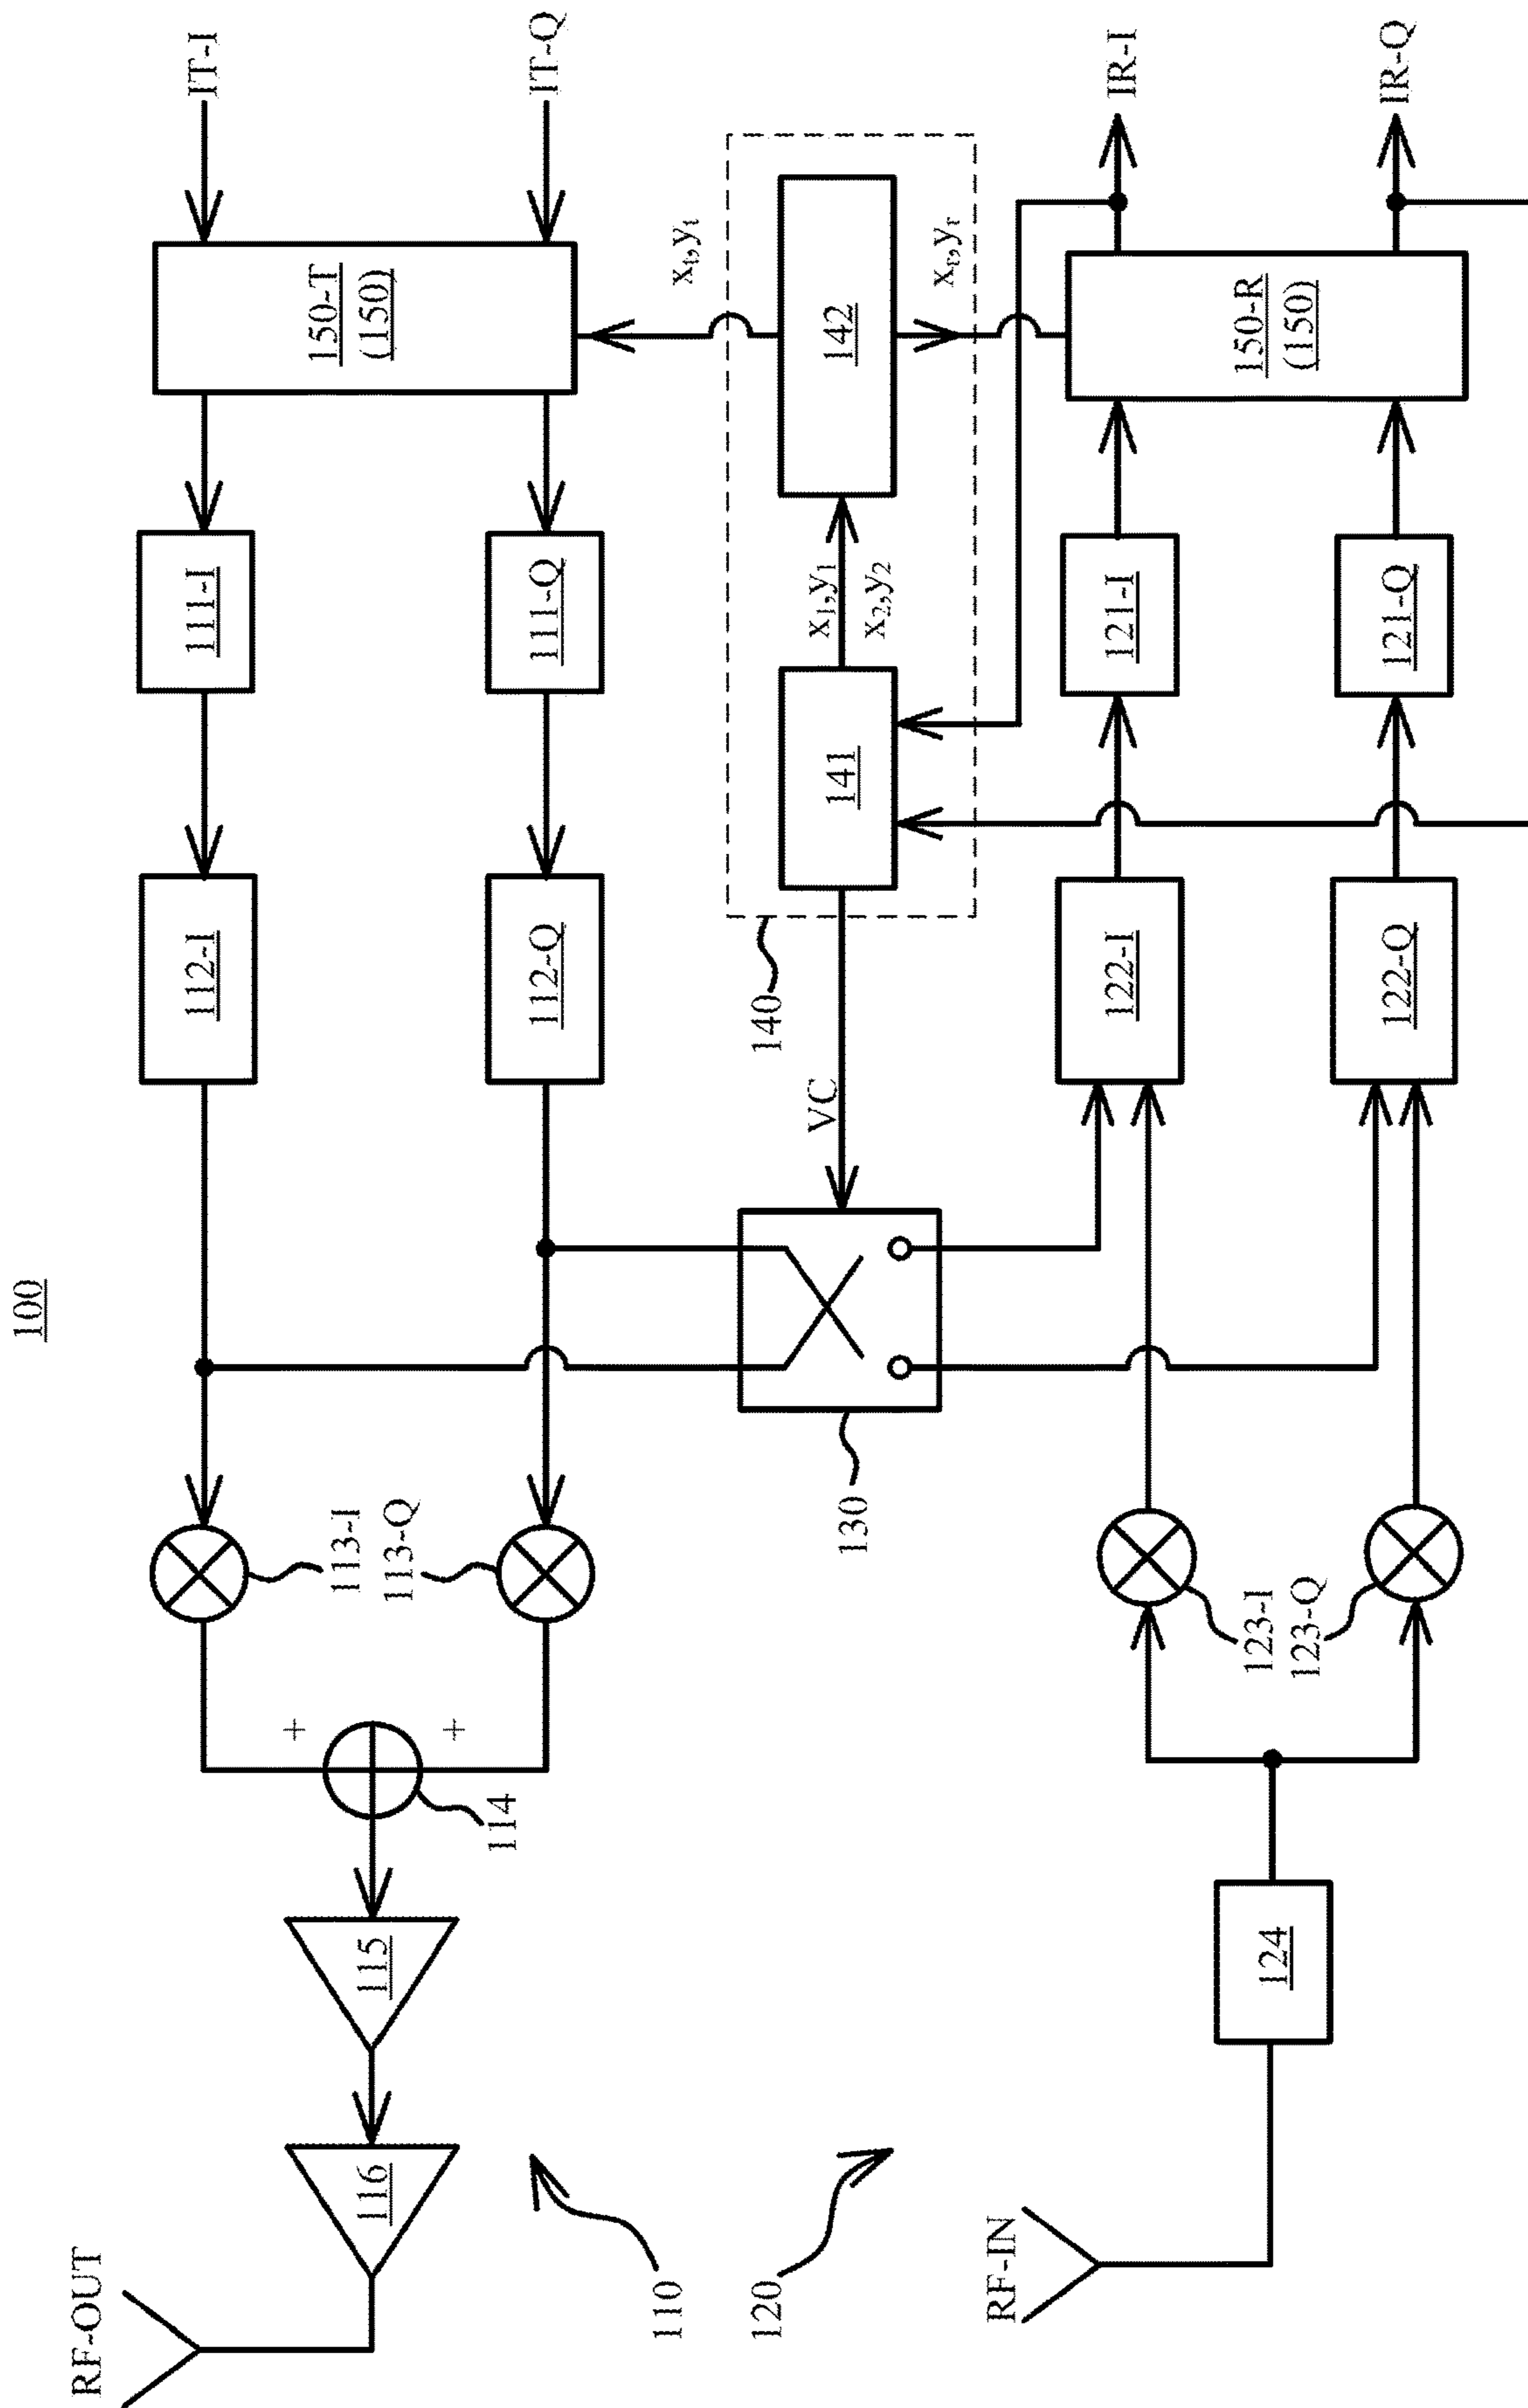 100
RF-OUT
116
115
114
+
+
113-I
113-Q
112-I
112-Q
111-I
111-Q
150-T
(150)
IT-I
IT-Q
110
120
130
VC
140
141
x₁,y₁
x₂,y₂
142
xₜ,yₜ
xᵣ,yᵣ
RF-IN
124
123-I
123-Q
122-I
122-Q
121-I
121-Q
150-R
(150)
IR-I
IR-Q